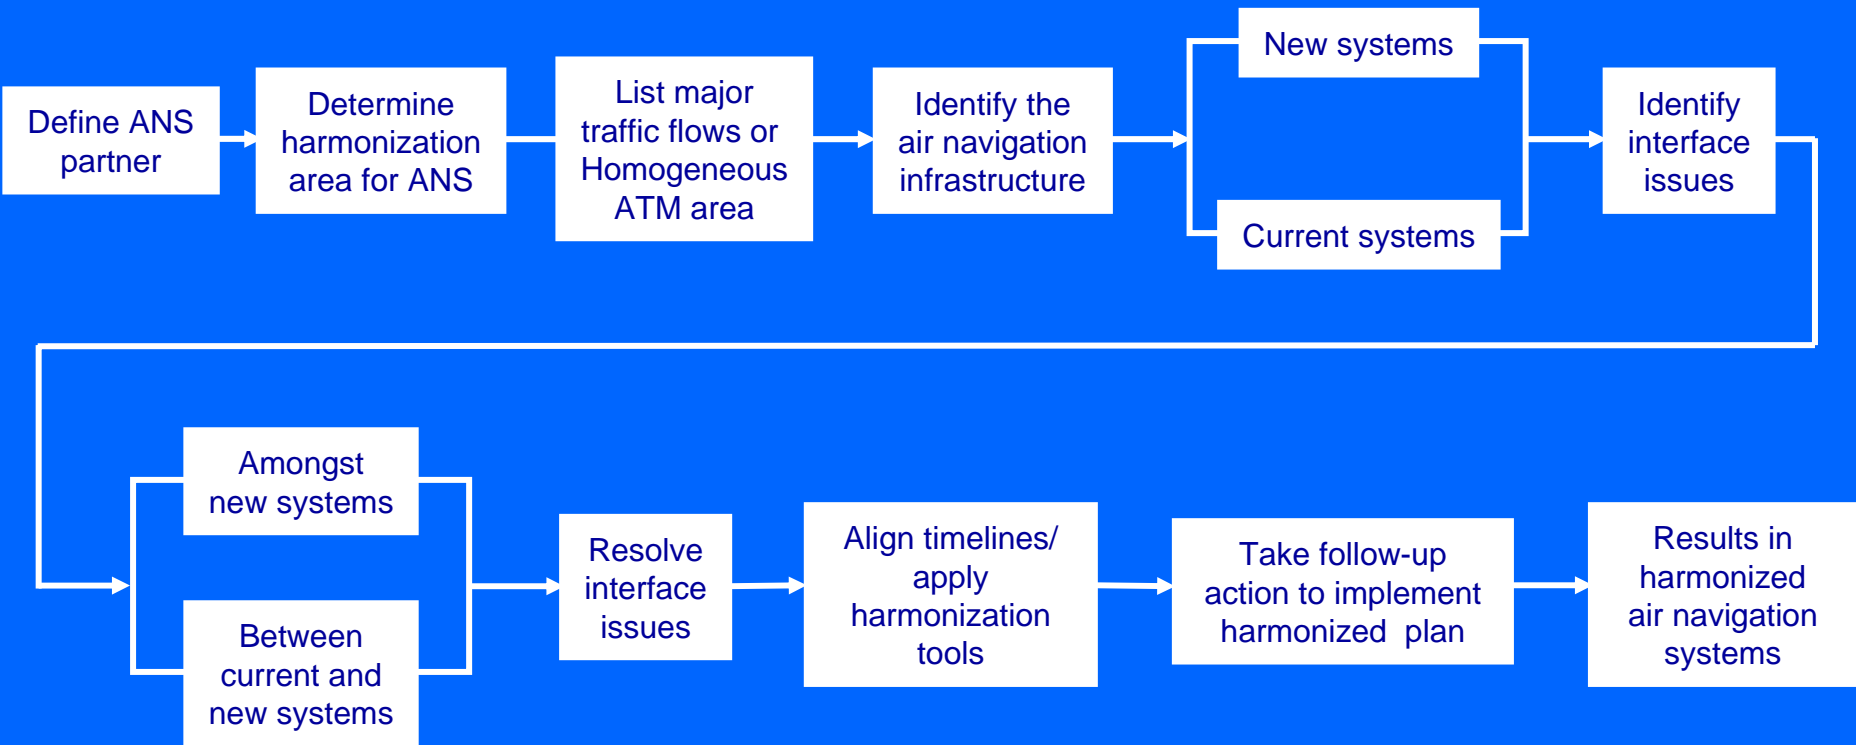 Define ANS
partner
Determine
harmonization
area for ANS
List major
traffic flows or
Homogeneous
ATM area
Identify the
air navigation
infrastructure
New systems
Current systems
Identify
interface
issues
Amongst
new systems
Between
current and
new systems
Resolve
interface
issues
Align timelines/
apply
harmonization
tools
Take follow-up
action to implement
harmonized  plan
Results in
harmonized
air navigation
systems